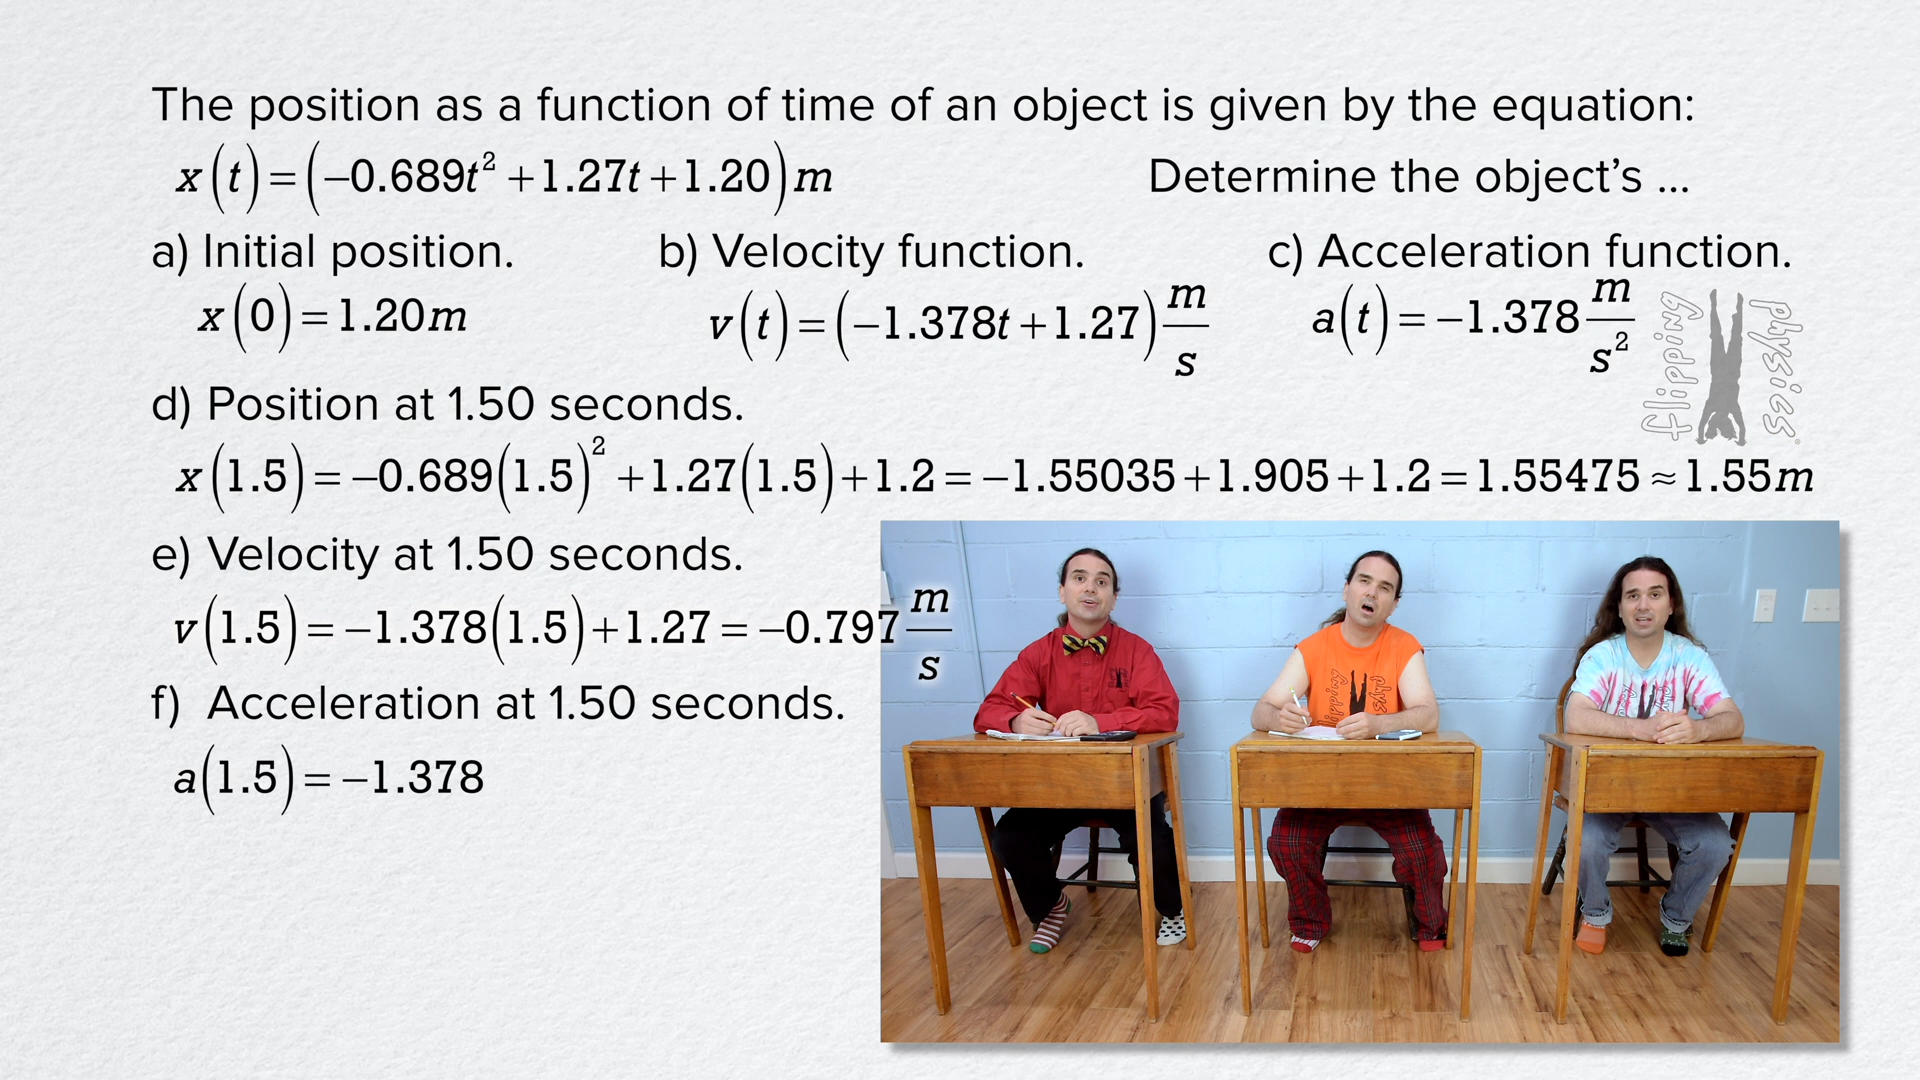 The position as a function of time of an object is given by the equation:
x(t)=(−0.689t²+1.27t+1.20)m
Determine the object's ...
a) Initial position.
b) Velocity function.
c) Acceleration function.
x(0)=1.20m
v(t)=(−1.378t+1.27)m/s
a(t)=−1.378m/s²
flipping physics
d) Position at 1.50 seconds.
x(1.5)=−0.689(1.5)²+1.27(1.5)+1.2=−1.55035+1.905+1.2=1.55475≈1.55m
e) Velocity at 1.50 seconds.
v(1.5)=−1.378(1.5)+1.27=−0.797m/s
f) Acceleration at 1.50 seconds.
a(1.5)=−1.378